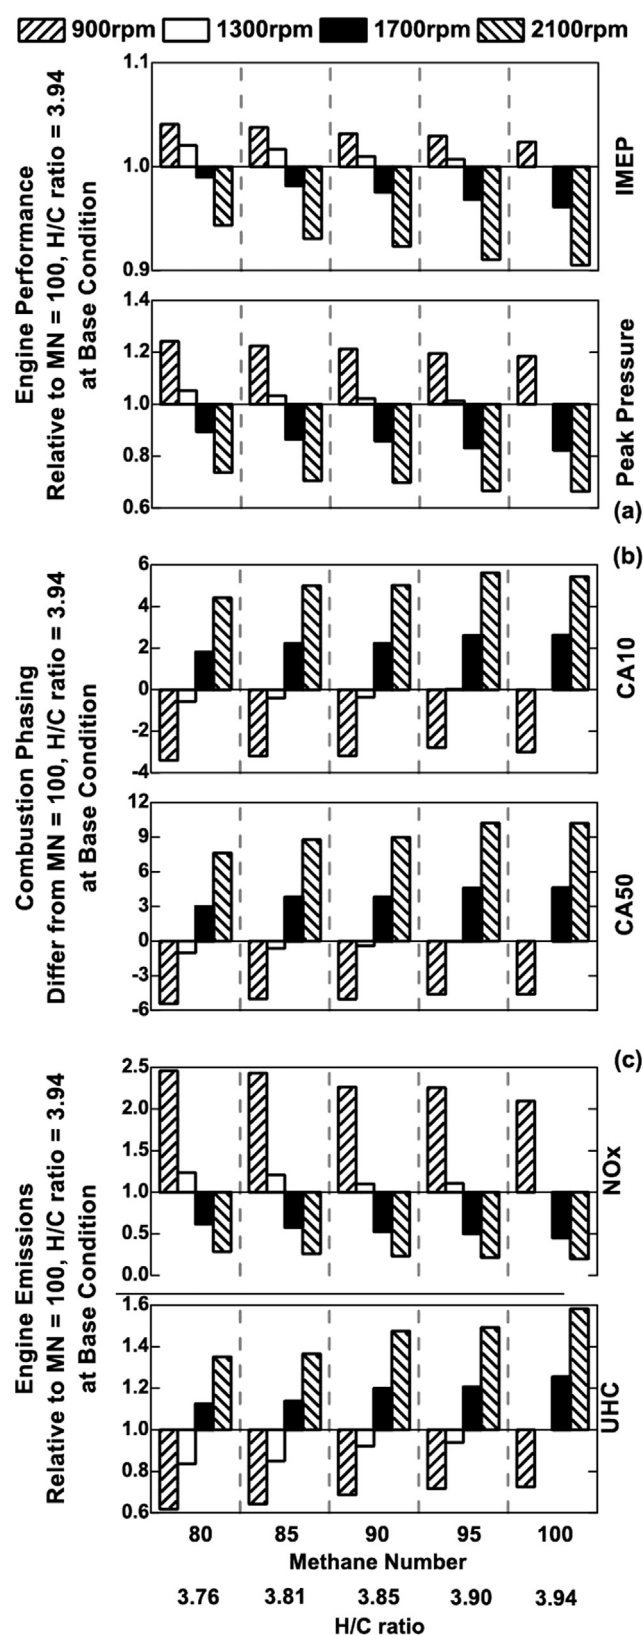 900rpm 1300rpm 1700rpm 2100rpm
Engine Performance
Relative to MN = 100, H/C ratio = 3.94
at Base Condition
1.1
1.0
0.9
IMEP
1.4
1.2
1.0
0.8
0.6
Peak Pressure
(a)
(b)
Combustion Phasing
Differ from MN = 100, H/C ratio = 3.94
at Base Condition
6
4
2
0
-2
-4
CA10
12
9
6
3
0
-3
-6
CA50
(c)
Engine Emissions
Relative to MN = 100, H/C ratio = 3.94
at Base Condition
2.5
2.0
1.5
1.0
0.5
0.0
NOx
1.6
1.4
1.2
1.0
0.8
0.6
UHC
80 85 90 95 100
Methane Number
3.76 3.81 3.85 3.90 3.94
H/C ratio